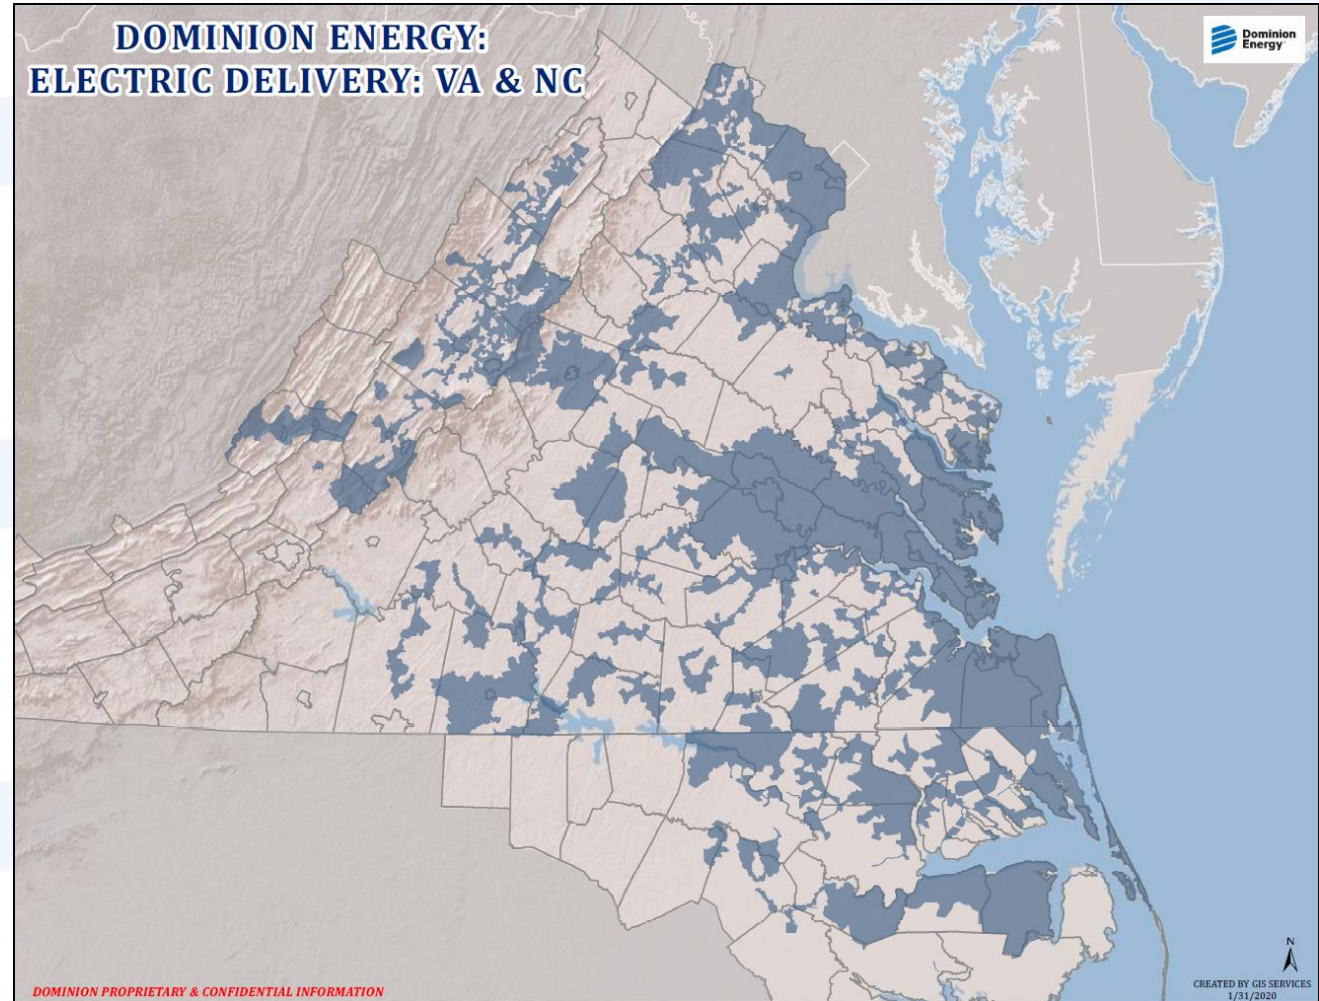 DOMINION ENERGY:
ELECTRIC DELIVERY: VA & NC
Dominion
Energy®
N
DOMINION PROPRIETARY & CONFIDENTIAL INFORMATION
CREATED BY GIS SERVICES
1/31/2020